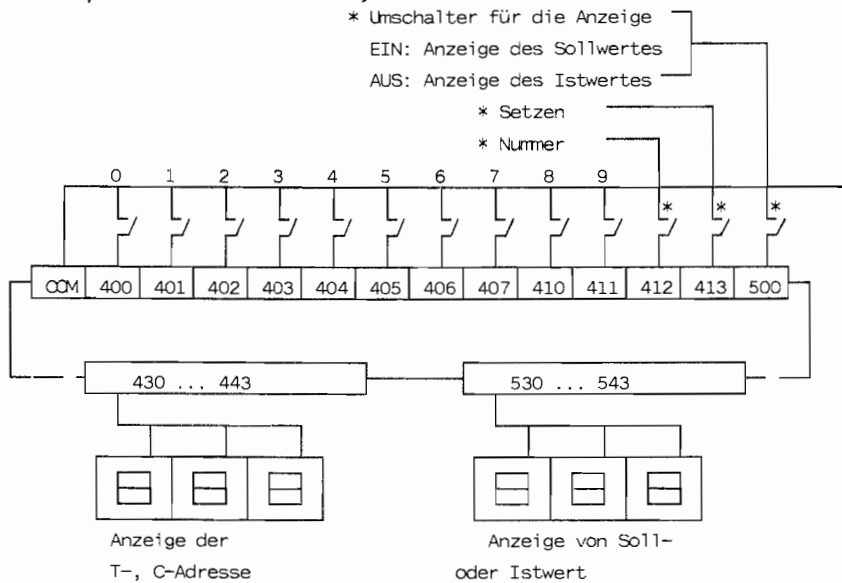 * Umschalter für die Anzeige
EIN: Anzeige des Sollwertes
AUS: Anzeige des Istwertes
* Setzen
* Nummer
0 1 2 3 4 5 6 7 8 9
* * *
COM 400 401 402 403 404 405 406 407 410 411 412 413 500
430 ... 443 530 ... 543
Anzeige der Anzeige von Soll-
T-, C-Adresse oder Istwert